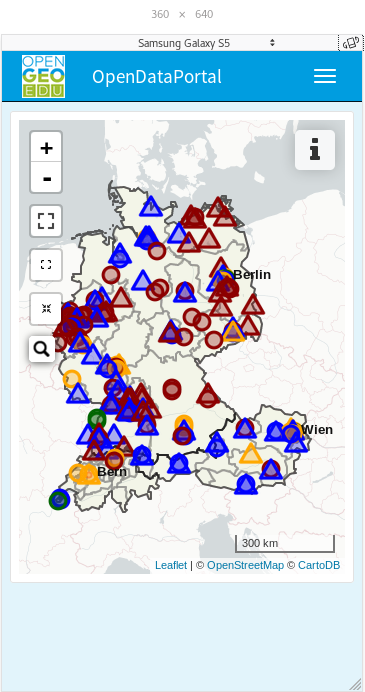 360 × 640
Samsung Galaxy S5
OPEN
GEO
EDU
OpenDataPortal
+
-
i
Berlin
Wien
Bern
300 km
Leaflet | © OpenStreetMap © CartoDB